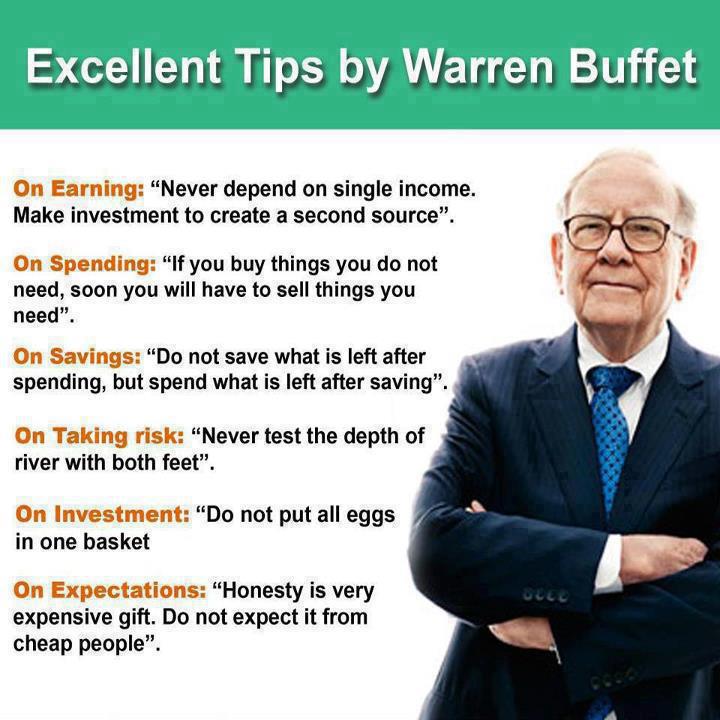 Excellent Tips by Warren Buffet
On Earning: “Never depend on single income.
Make investment to create a second source”.
On Spending: “If you buy things you do not
need, soon you will have to sell things you
need”.
On Savings: “Do not save what is left after
spending, but spend what is left after saving”.
On Taking risk: “Never test the depth of
river with both feet”.
On Investment: “Do not put all eggs
in one basket
On Expectations: “Honesty is very
expensive gift. Do not expect it from
cheap people”.